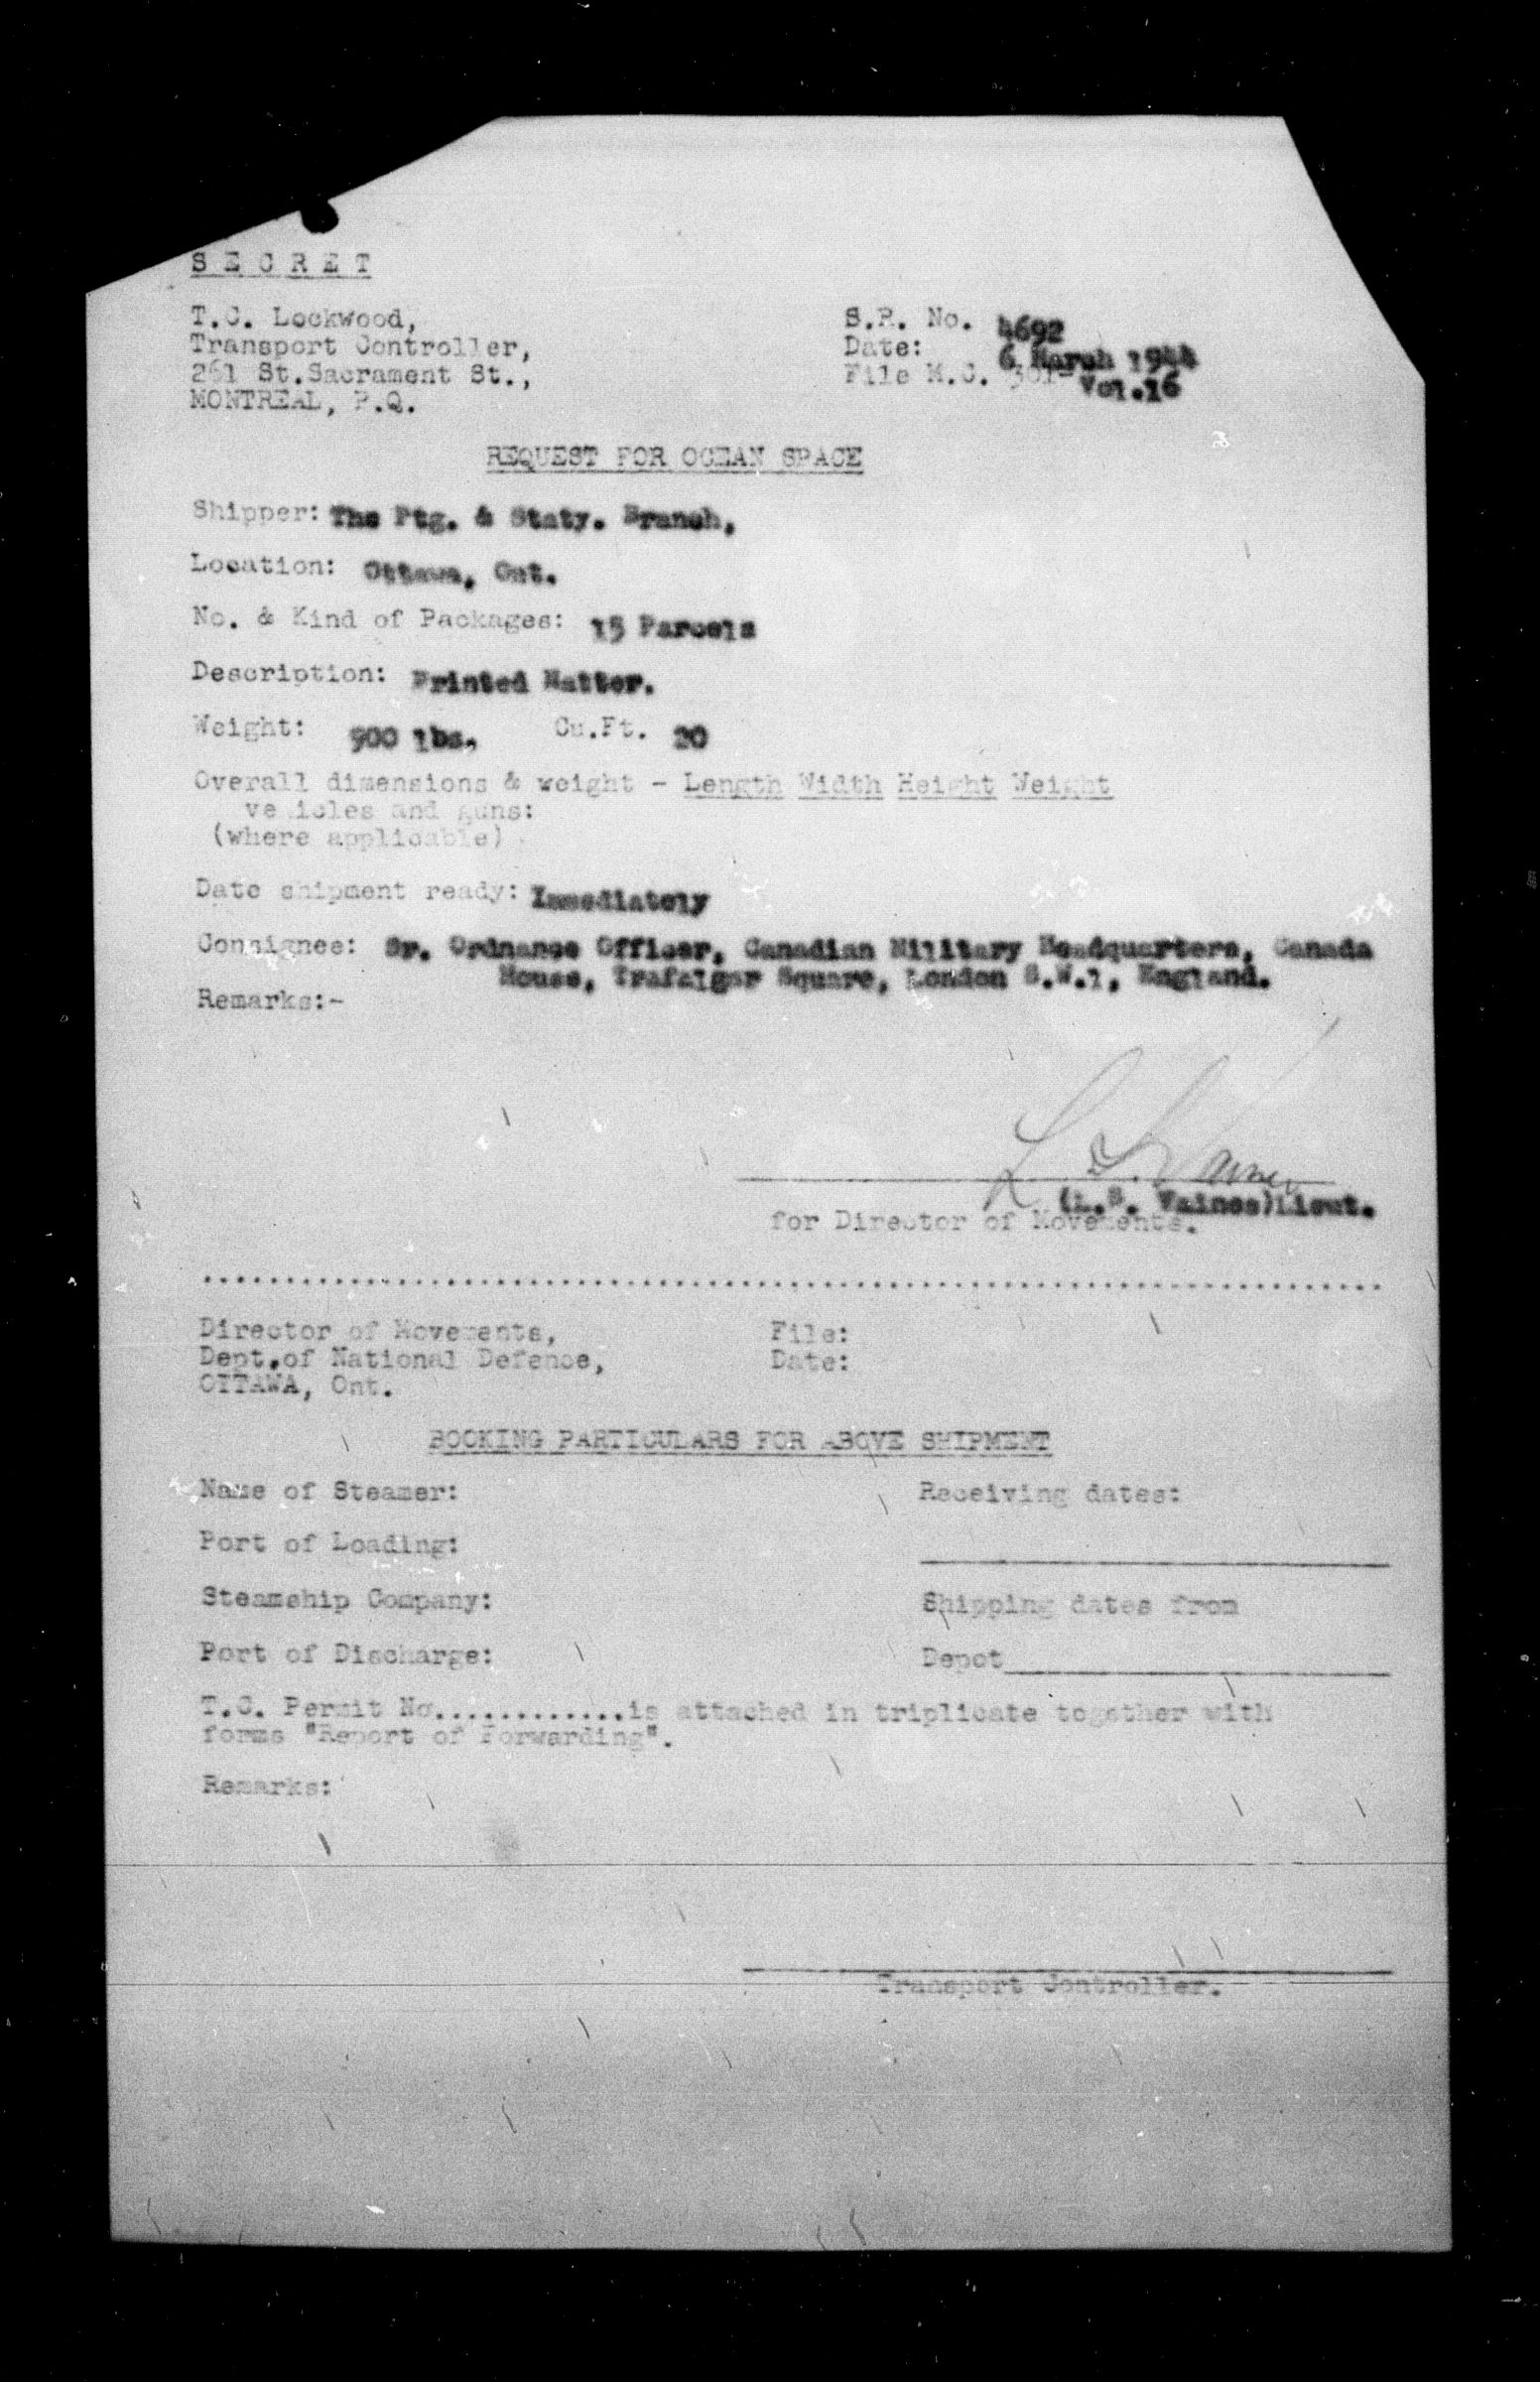 SECRET
T.C. Lockwood,
Transport Controller,
261 St.Sacrament St.,
MONTREAL, P.Q.
S.R. No. 4692
Date: 6 March 1944
File M.C. 301- Vol.16
REQUEST FOR OCEAN SPACE
Shipper: The Ptg. & Staty. Branch,
Location: Ottawa, Ont.
No. & Kind of Packages: 15 Parcels
Description: Printed Matter.
Weight: 900 lbs, Cu.Ft. 20
Overall dimensions & weight - Length Width Height Weight
vehicles and guns:
(where applicable)
Date shipment ready: Immediately
Consignee: Sr. Ordnance Officer, Canadian Military Headquarters, Canada
House, Trafalgar Square, London S.W.1, England.
Remarks:-
(L.S. Vaines)Lieut.
for Director of Movements.
Director of Movements,
Dept.of National Defence,
OTTAWA, Ont.
File:
Date:
BOOKING PARTICULARS FOR ABOVE SHIPMENT
Name of Steamer: Receiving dates:
Port of Loading:
Steamship Company: Shipping dates from
Port of Discharge: Depot
T.C. Permit No.............is attached in triplicate together with
forms "Report of Forwarding".
Remarks:
Transport Controller.